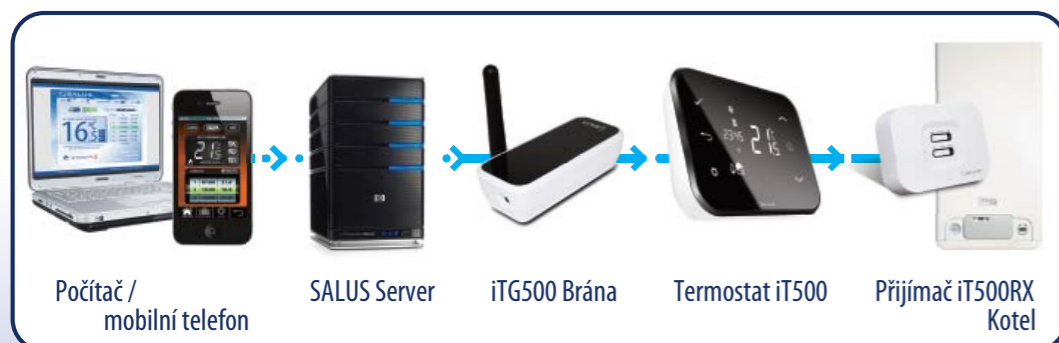 Počítač /
mobilní telefon
SALUS Server
iTG500 Brána
Termostat iT500
Přijímač iT500RX
Kotel